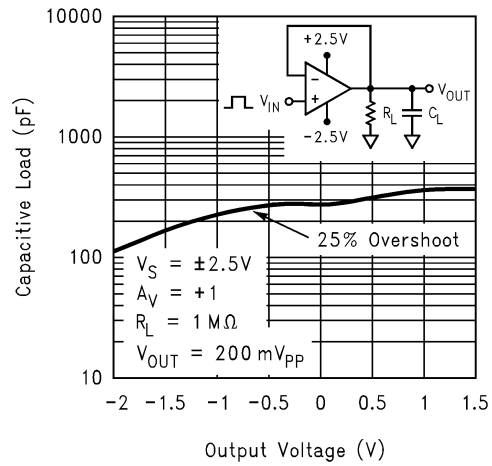 10000
1000
100
10
Capacitive Load (pF)
+2.5V
−
+
V_IN
V_OUT
R_L
C_L
−2.5V
25% Overshoot
V_S = ±2.5V
A_V = +1
R_L = 1 MΩ
V_OUT = 200 mV_PP
-2 -1.5 -1 -0.5 0 0.5 1 1.5
Output Voltage (V)